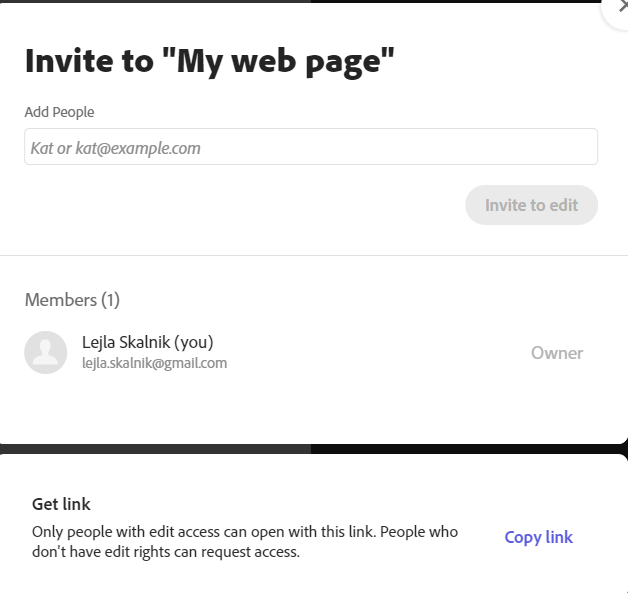 Invite to "My web page"
Add People
Kat or kat@example.com
Invite to edit
Members (1)
Lejla Skalnik (you)
lejla.skalnik@gmail.com
Owner
Get link
Only people with edit access can open with this link. People who
don't have edit rights can request access.
Copy link